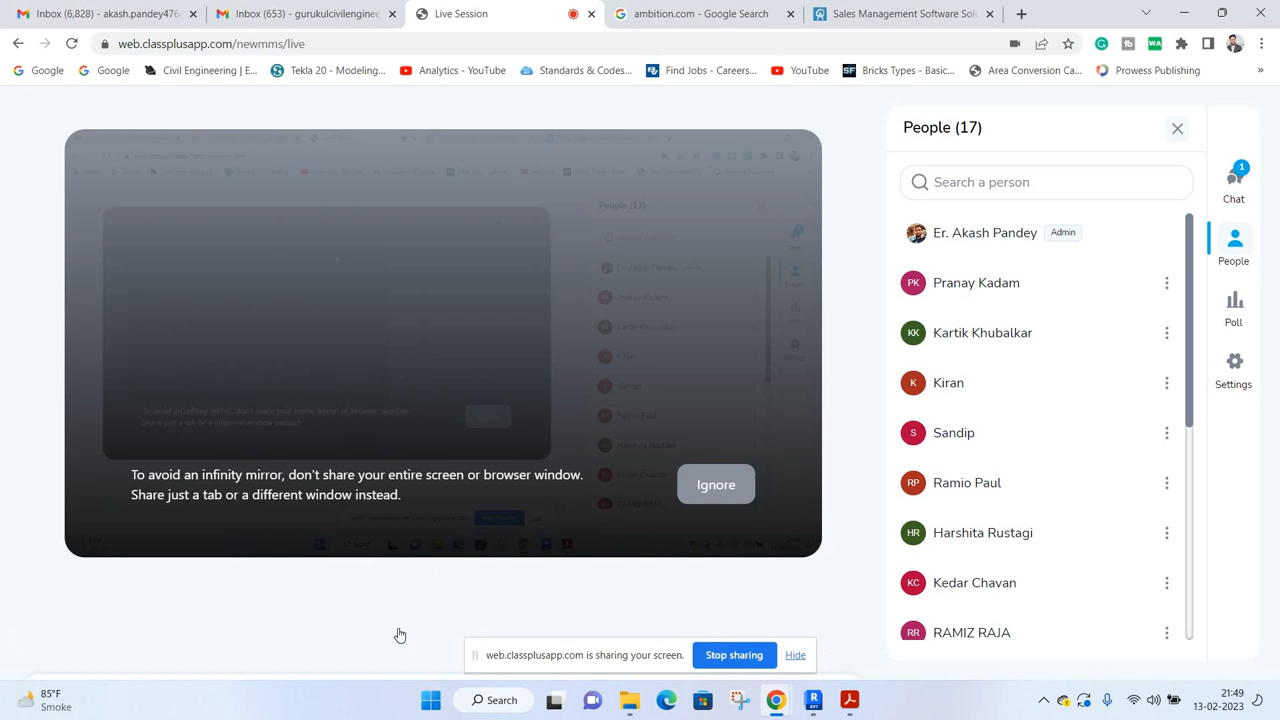 Inbox (6,828) - akash.pandey476
Inbox (653) - gurukulcivilengine
Live Session
ambition.com - Google Search
Sales Management Software Solu
web.classplusapp.com/newmms/live
Google
Google
Civil Engineering | E...
Tekla 20 - Modeling...
Analytics - YouTube
Standards & Codes...
Find Jobs - Careers...
YouTube
Bricks Types - Basic...
Area Conversion Ca...
Prowess Publishing
People (17)
Search a person
Er. Akash Pandey Admin
Pranay Kadam
Kartik Khubalkar
Kiran
Sandip
Ramio Paul
Harshita Rustagi
Kedar Chavan
RAMIZ RAJA
PK
KK
K
S
RP
HR
KC
RR
1
Chat
People
Poll
Settings
To avoid an infinity mirror, don't share your entire screen or browser window.
Share just a tab or a different window instead.
Ignore
web.classplusapp.com is sharing your screen.
Stop sharing
Hide
85°F
Smoke
Search
21:49
13-02-2023